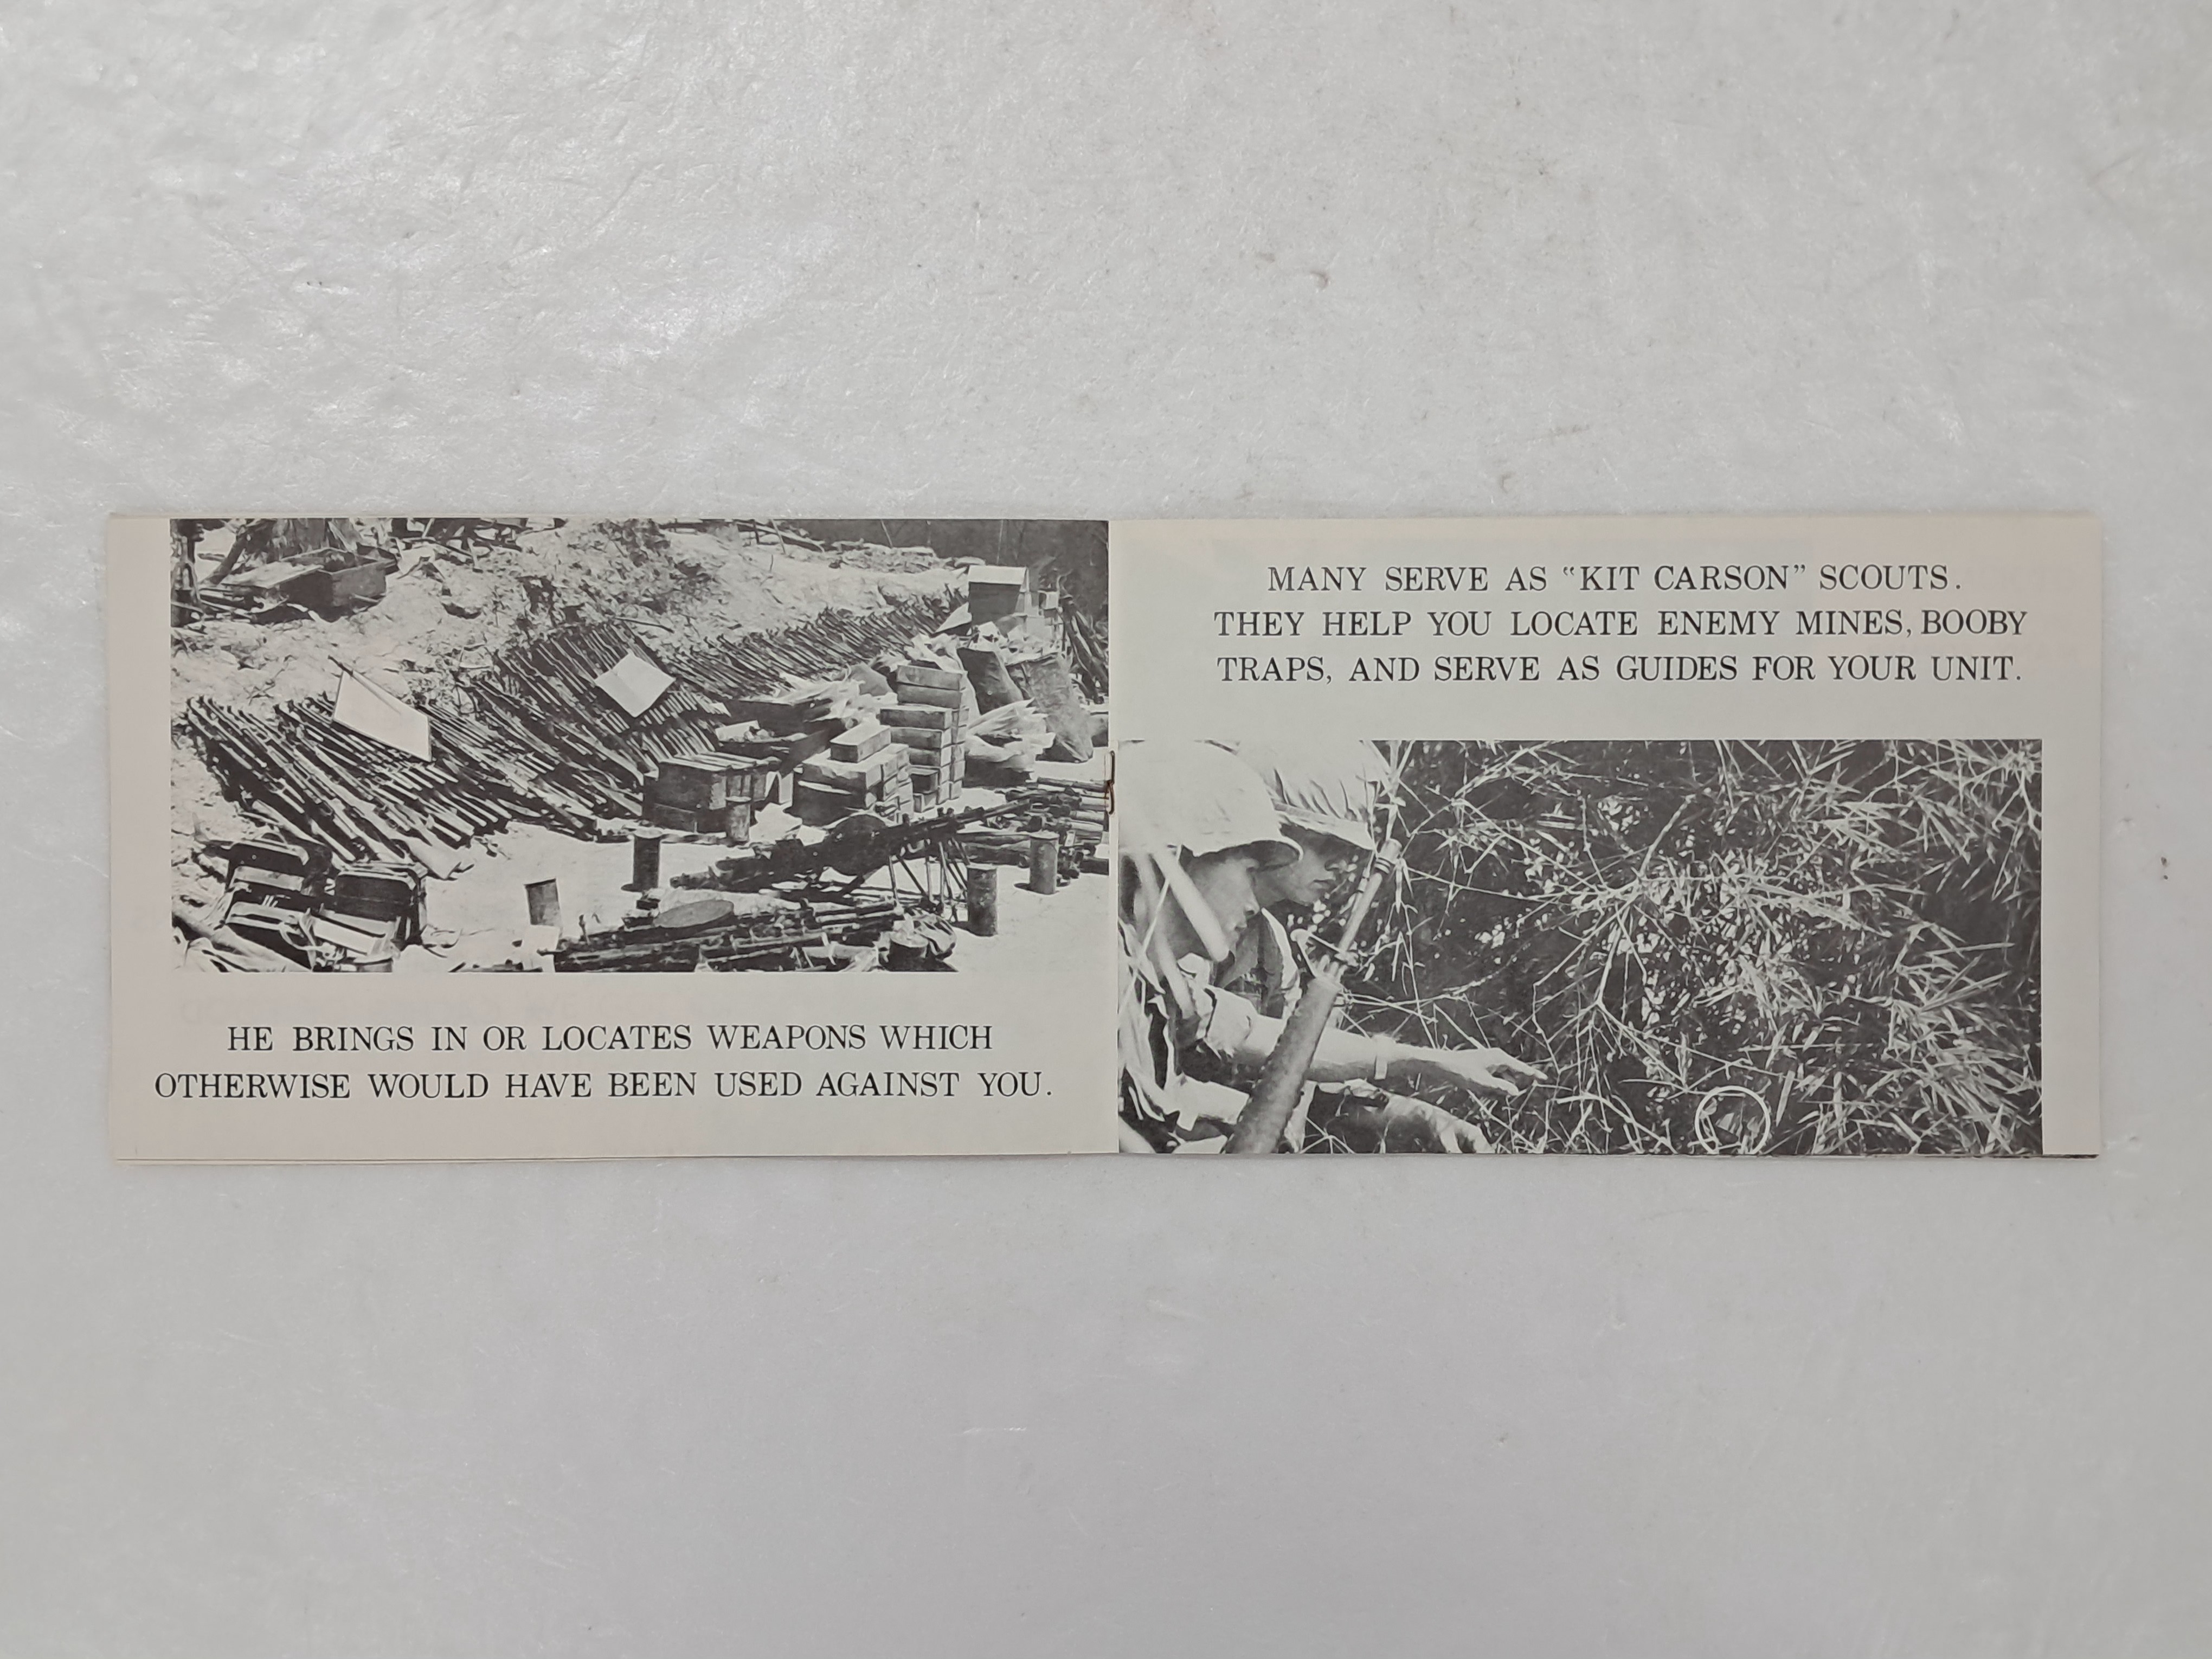 HE BRINGS IN OR LOCATES WEAPONS WHICH
OTHERWISE WOULD HAVE BEEN USED AGAINST YOU.
MANY SERVE AS "KIT CARSON" SCOUTS.
THEY HELP YOU LOCATE ENEMY MINES, BOOBY
TRAPS, AND SERVE AS GUIDES FOR YOUR UNIT.